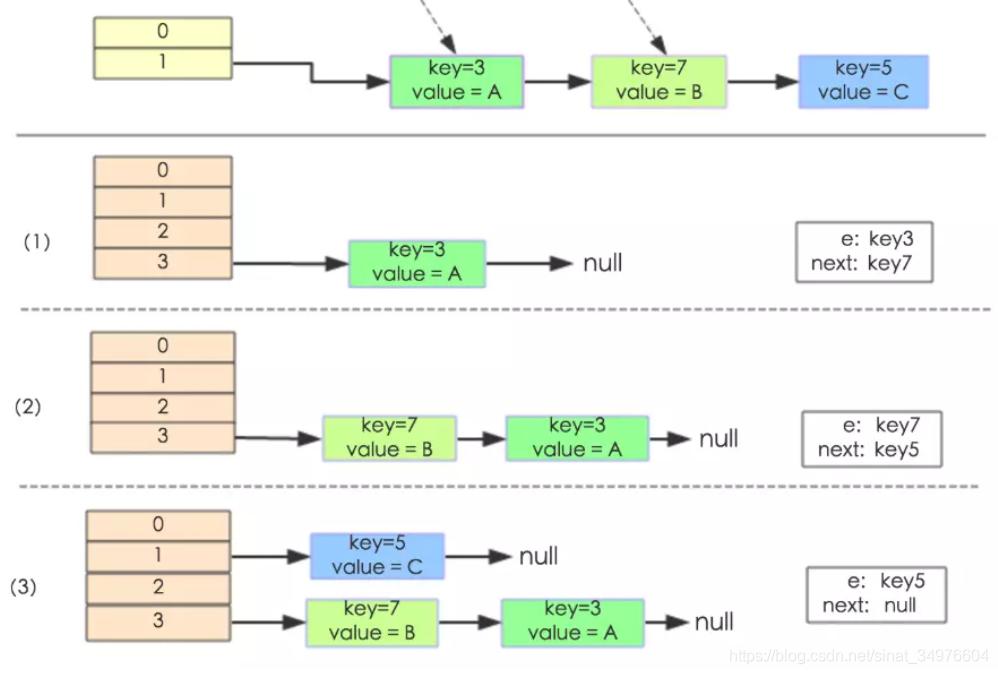 0
1
key=3
value = A
key=7
value = B
key=5
value = C
(1)
0
1
2
3
key=3
value = A
null
e: key3
next: key7
(2)
0
1
2
3
key=7
value = B
key=3
value = A
null
e: key7
next: key5
(3)
0
1
2
3
key=5
value = C
null
key=7
value = B
key=3
value = A
null
e: key5
next: null
https://blog.csdn.net/sinat_34976604